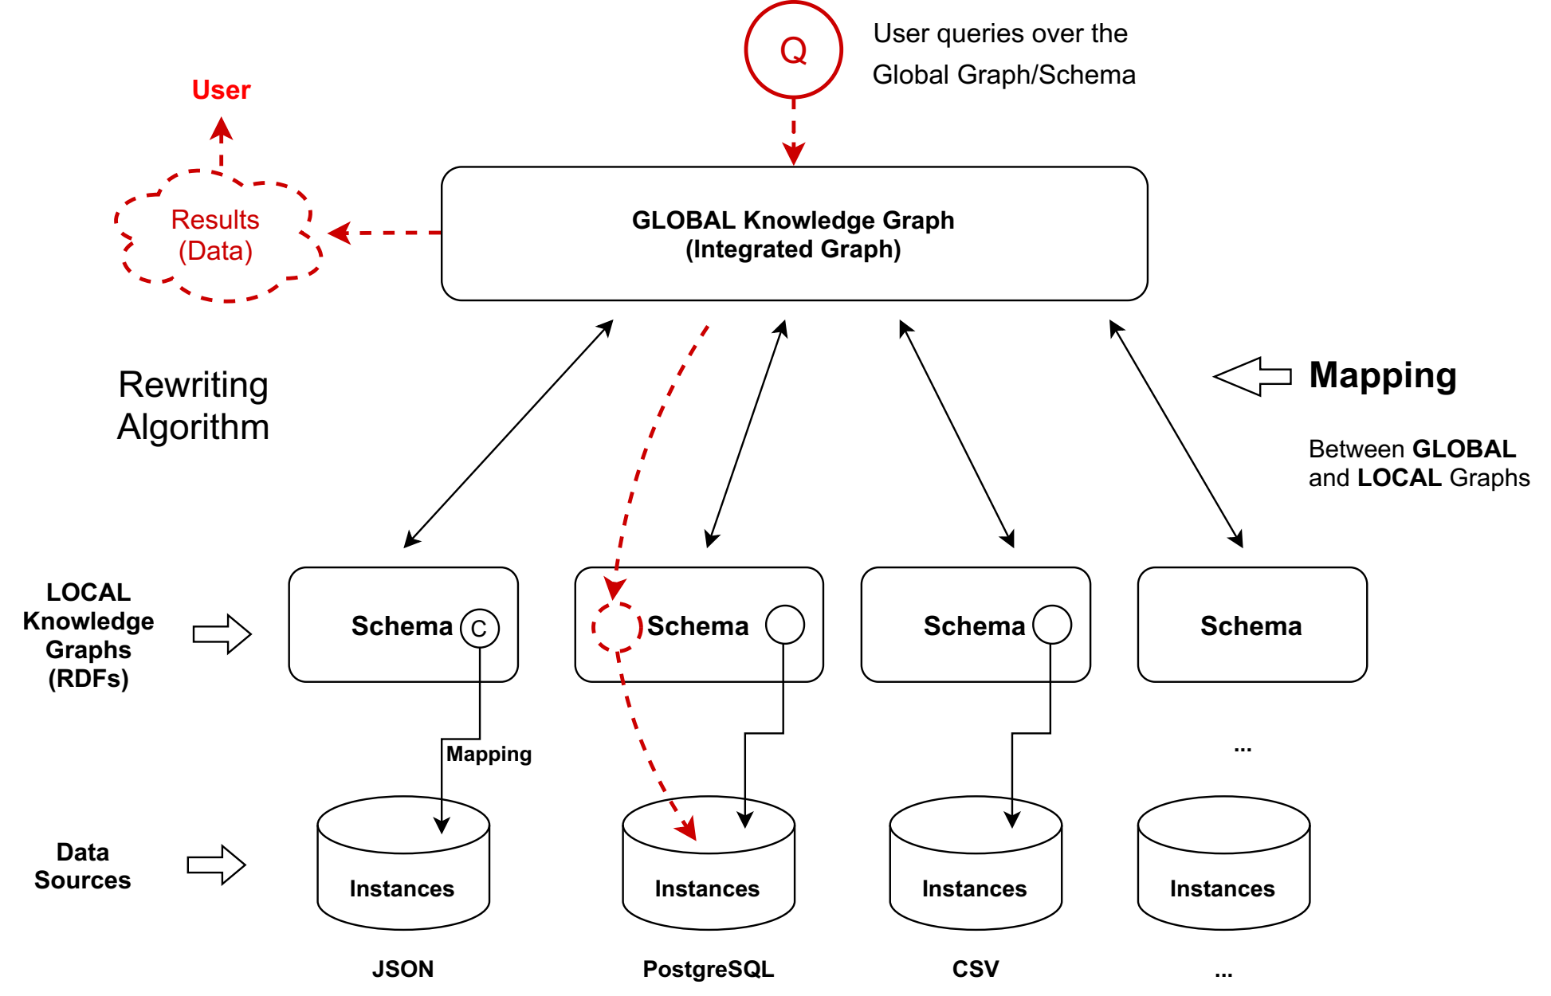 Q
User queries over the
Global Graph/Schema
User
Results
(Data)
GLOBAL Knowledge Graph
(Integrated Graph)
Rewriting
Algorithm
Mapping
Between GLOBAL
and LOCAL Graphs
LOCAL
Knowledge
Graphs
(RDFs)
Schema
C
Schema
Schema
Schema
Mapping
...
Data
Sources
Instances
Instances
Instances
Instances
JSON
PostgreSQL
CSV
...